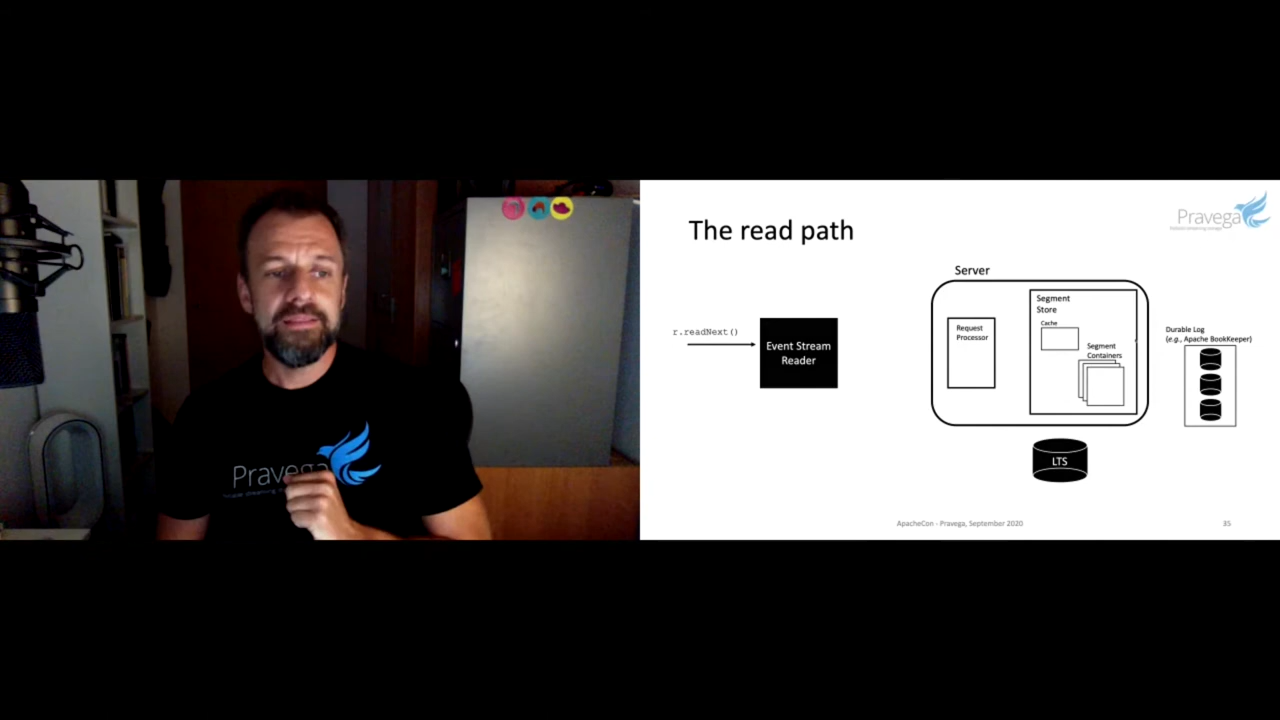 Pravega
The read path
Pravega
Server
Segment
Store
Cache
Request
Processor
Segment
Containers
r.readNext()
Event Stream
Reader
Durable Log
(e.g., Apache BookKeeper)
LTS
ApacheCon - Pravega, September 2020
35